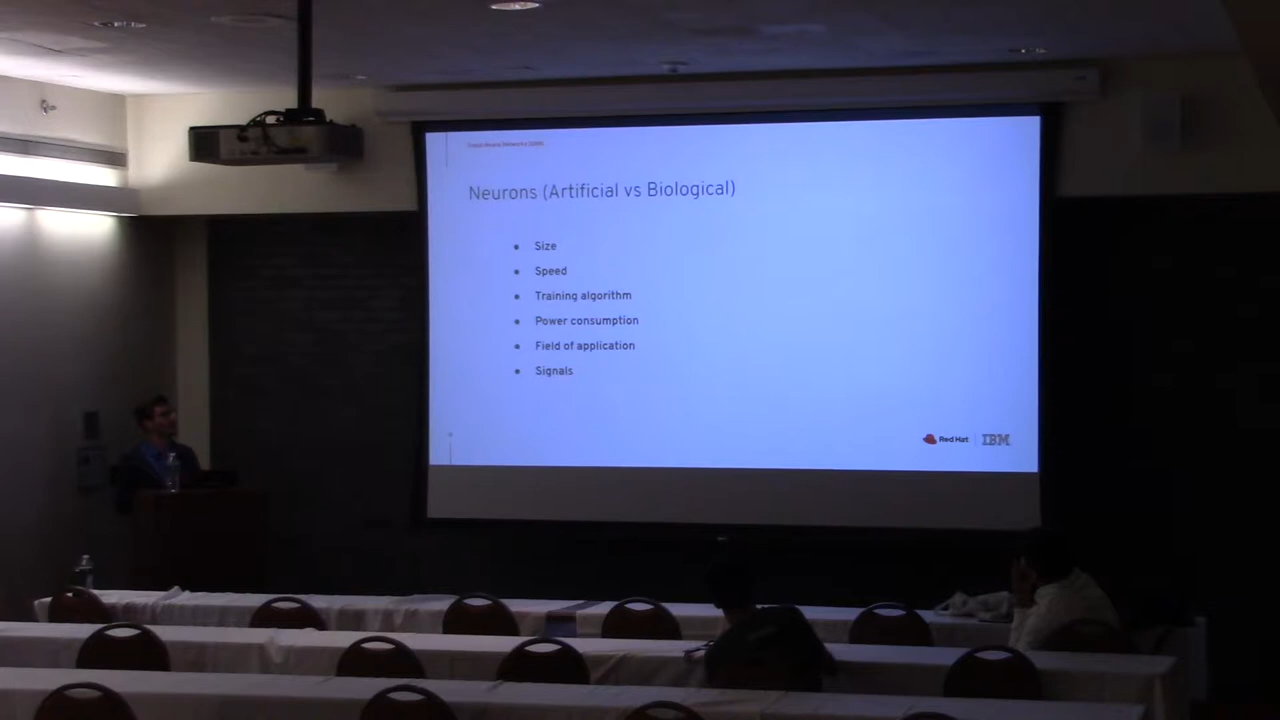 Neurons (Artificial vs Biological)
Size
Speed
Training algorithm
Power consumption
Field of application
Signals
Red Hat
IBM